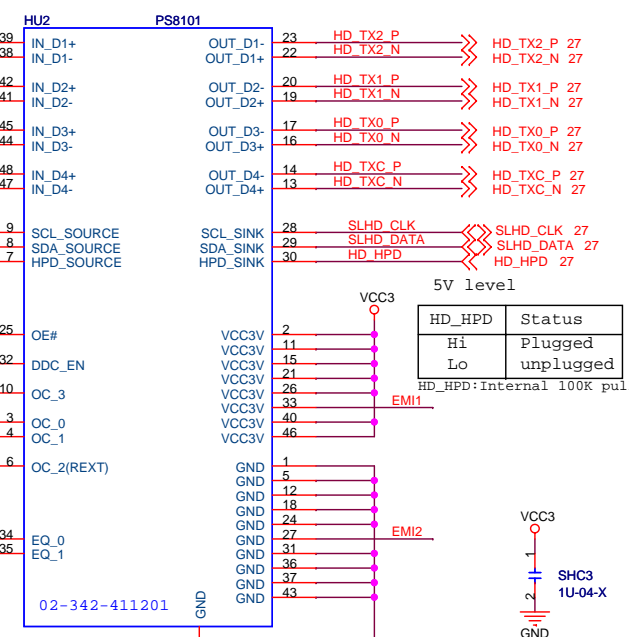 HU2 PS8101
39 IN_D1+ OUT_D1- 23 HD_TX2_P HD_TX2_P 27
38 IN_D1- OUT_D1+ 22 HD_TX2_N HD_TX2_N 27
42 IN_D2+ OUT_D2- 20 HD_TX1_P HD_TX1_P 27
41 IN_D2- OUT_D2+ 19 HD_TX1_N HD_TX1_N 27
45 IN_D3+ OUT_D3- 17 HD_TX0_P HD_TX0_P 27
44 IN_D3- OUT_D3+ 16 HD_TX0_N HD_TX0_N 27
48 IN_D4+ OUT_D4- 14 HD_TXC_P HD_TXC_P 27
47 IN_D4- OUT_D4+ 13 HD_TXC_N HD_TXC_N 27
9 SCL_SOURCE SCL_SINK 28 SLHD_CLK SLHD_CLK 27
8 SDA_SOURCE SDA_SINK 29 SLHD_DATA SLHD_DATA 27
7 HPD_SOURCE HPD_SINK 30 HD_HPD HD_HPD 27
5V level
VCC3
HD_HPD Status
Hi Plugged
Lo unplugged
HD_HPD:Internal 100K pul
25 OE# VCC3V 2
VCC3V 11
32 DDC_EN VCC3V 15
VCC3V 21
10 OC_3 VCC3V 26
VCC3V 33 EMI1
3 OC_0 VCC3V 40
4 OC_1 VCC3V 46
6 OC_2(REXT) GND 1
GND 5
GND 12
GND 18
GND 24
34 EQ_0 GND 27 EMI2
35 EQ_1 GND 31
GND 36
GND 37
GND 43
02-342-411201 GND
VCC3
1
SHC3
1U-04-X
2
GND